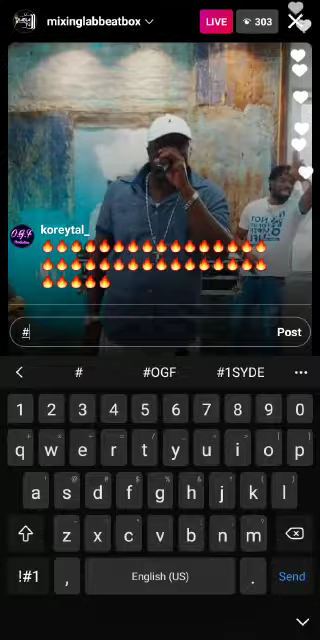 mixinglabbeatbox
LIVE
303
koreytal_
🔥🔥🔥🔥🔥🔥🔥🔥🔥🔥🔥🔥🔥🔥🔥🔥
🔥🔥🔥🔥🔥🔥🔥🔥🔥🔥🔥🔥🔥🔥🔥🔥
🔥🔥🔥🔥🔥
#
Post
# #OGF #1SYDE ...
1 2 3 4 5 6 7 8 9 0
q w e r t y u i o p
a s d f g h j k l
z x c v b n m
!#1 , English (US) . Send